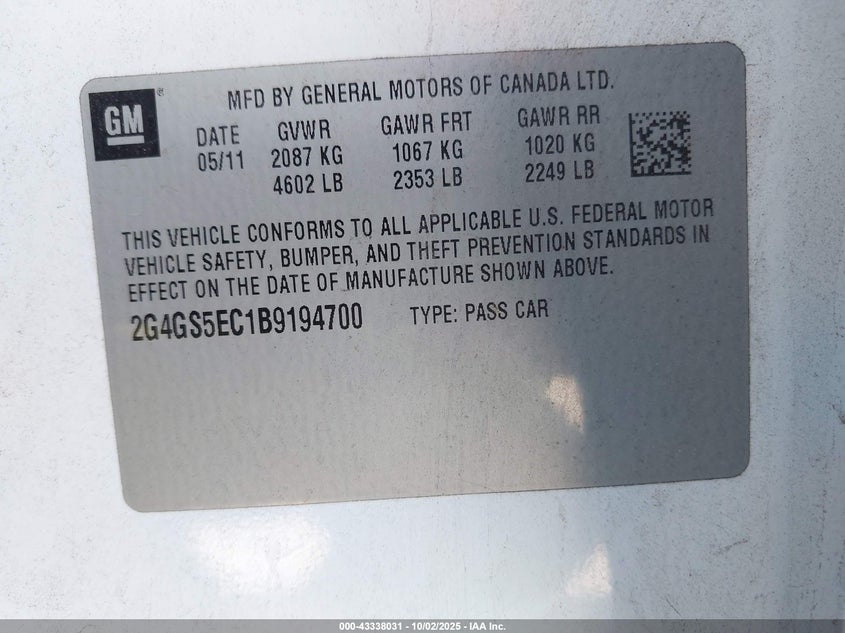 GM®
MFD BY GENERAL MOTORS OF CANADA LTD.
DATE GVWR GAWR FRT GAWR RR
05/11 2087 KG 1067 KG 1020 KG
4602 LB 2353 LB 2249 LB
THIS VEHICLE CONFORMS TO ALL APPLICABLE U.S. FEDERAL MOTOR
VEHICLE SAFETY, BUMPER, AND THEFT PREVENTION STANDARDS IN
EFFECT ON THE DATE OF MANUFACTURE SHOWN ABOVE.
2G4GS5EC1B9194700 TYPE: PASS CAR
000-43338031 - 10/02/2025 - IAA Inc.